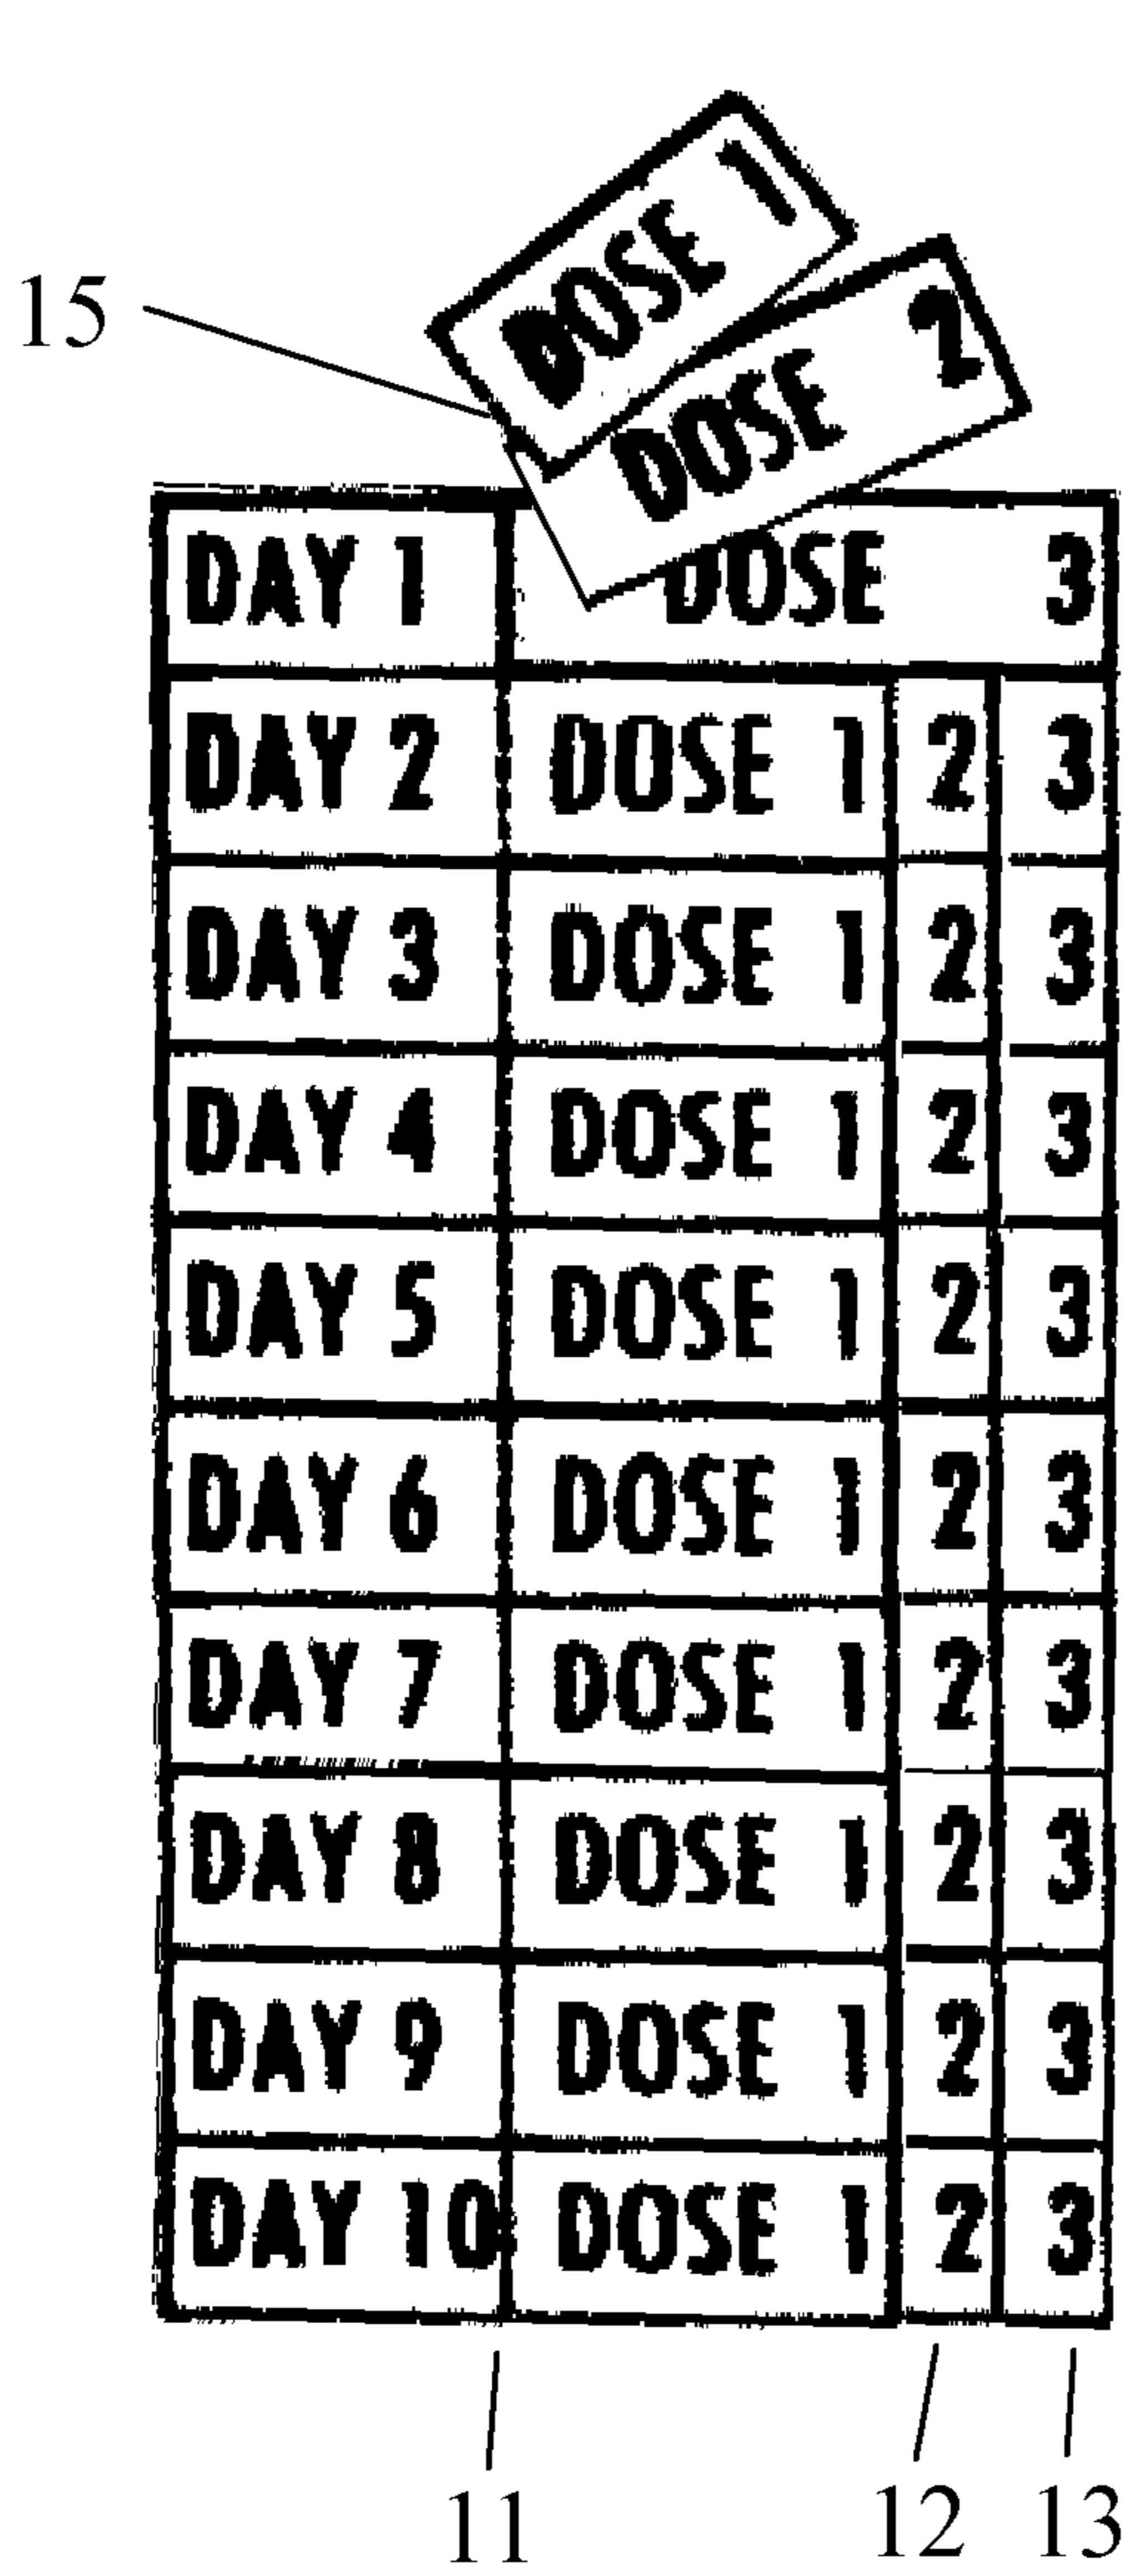 DOSE 1
15
DOSE 2
DAY 1 DOSE 3
DAY 2 DOSE 1 2 3
DAY 3 DOSE 1 2 3
DAY 4 DOSE 1 2 3
DAY 5 DOSE 1 2 3
DAY 6 DOSE 1 2 3
DAY 7 DOSE 1 2 3
DAY 8 DOSE 1 2 3
DAY 9 DOSE 1 2 3
DAY 10 DOSE 1 2 3
11 12 13